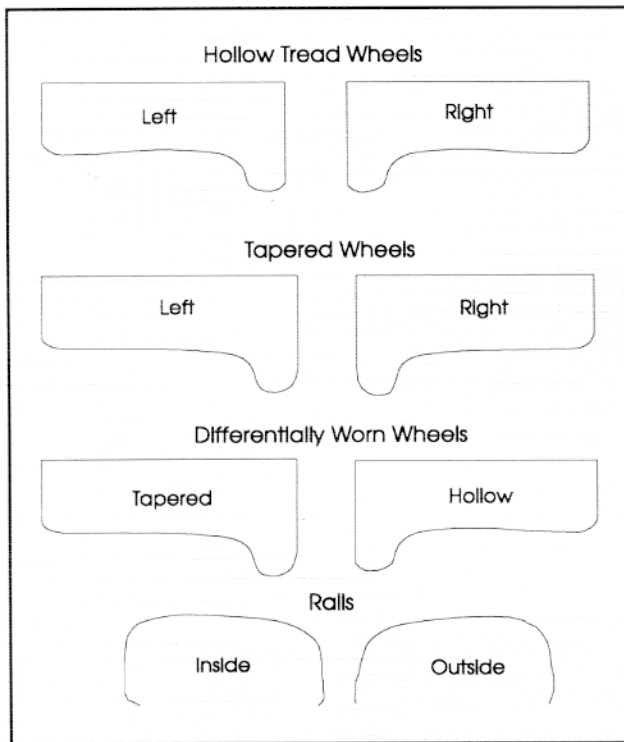 Hollow Tread Wheels
Left Right
Tapered Wheels
Left Right
Differentially Worn Wheels
Tapered Hollow
Rails
Inside Outside